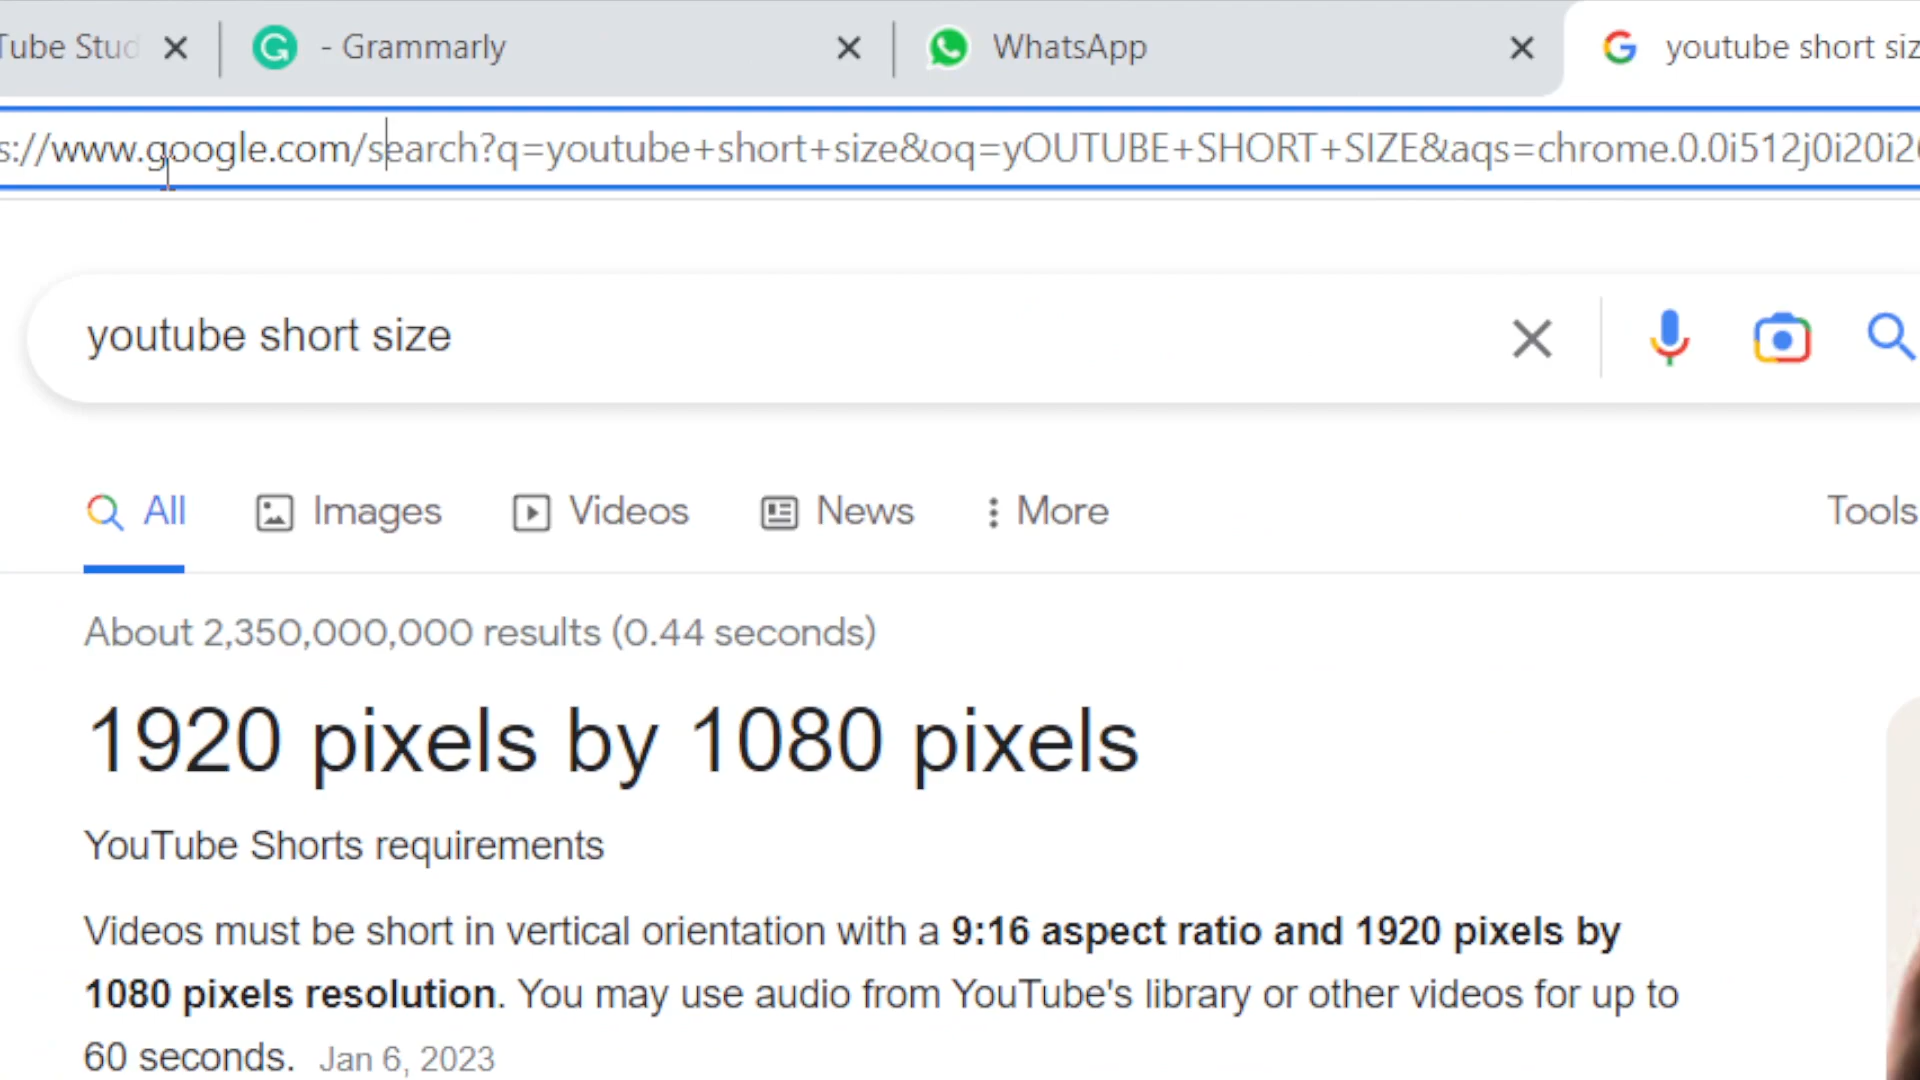 Tube Stud
- Grammarly
WhatsApp
youtube short siz
s://www.google.com/search?q=youtube+short+size&oq=yOUTUBE+SHORT+SIZE&aqs=chrome.0.0i512j0i20i26
youtube short size
All
Images
Videos
News
More
Tools
About 2,350,000,000 results (0.44 seconds)
1920 pixels by 1080 pixels
YouTube Shorts requirements
Videos must be short in vertical orientation with a 9:16 aspect ratio and 1920 pixels by
1080 pixels resolution. You may use audio from YouTube's library or other videos for up to
60 seconds. Jan 6, 2023